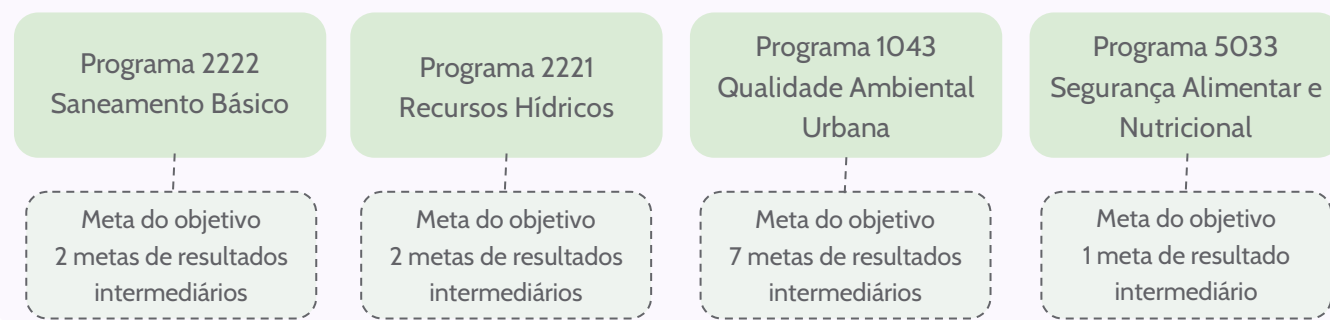 Programa 2222
Saneamento Básico
Meta do objetivo
2 metas de resultados
intermediários
Programa 2221
Recursos Hídricos
Meta do objetivo
2 metas de resultados
intermediários
Programa 1043
Qualidade Ambiental
Urbana
Meta do objetivo
7 metas de resultados
intermediários
Programa 5033
Segurança Alimentar e
Nutricional
Meta do objetivo
1 meta de resultado
intermediário